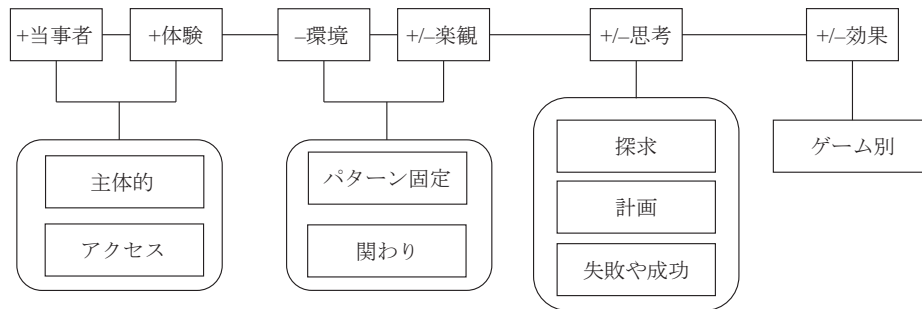 +当事者
+体験
–環境
+/–楽観
+/–思考
+/–効果
主体的
アクセス
パターン固定
関わり
探求
計画
失敗や成功
ゲーム別